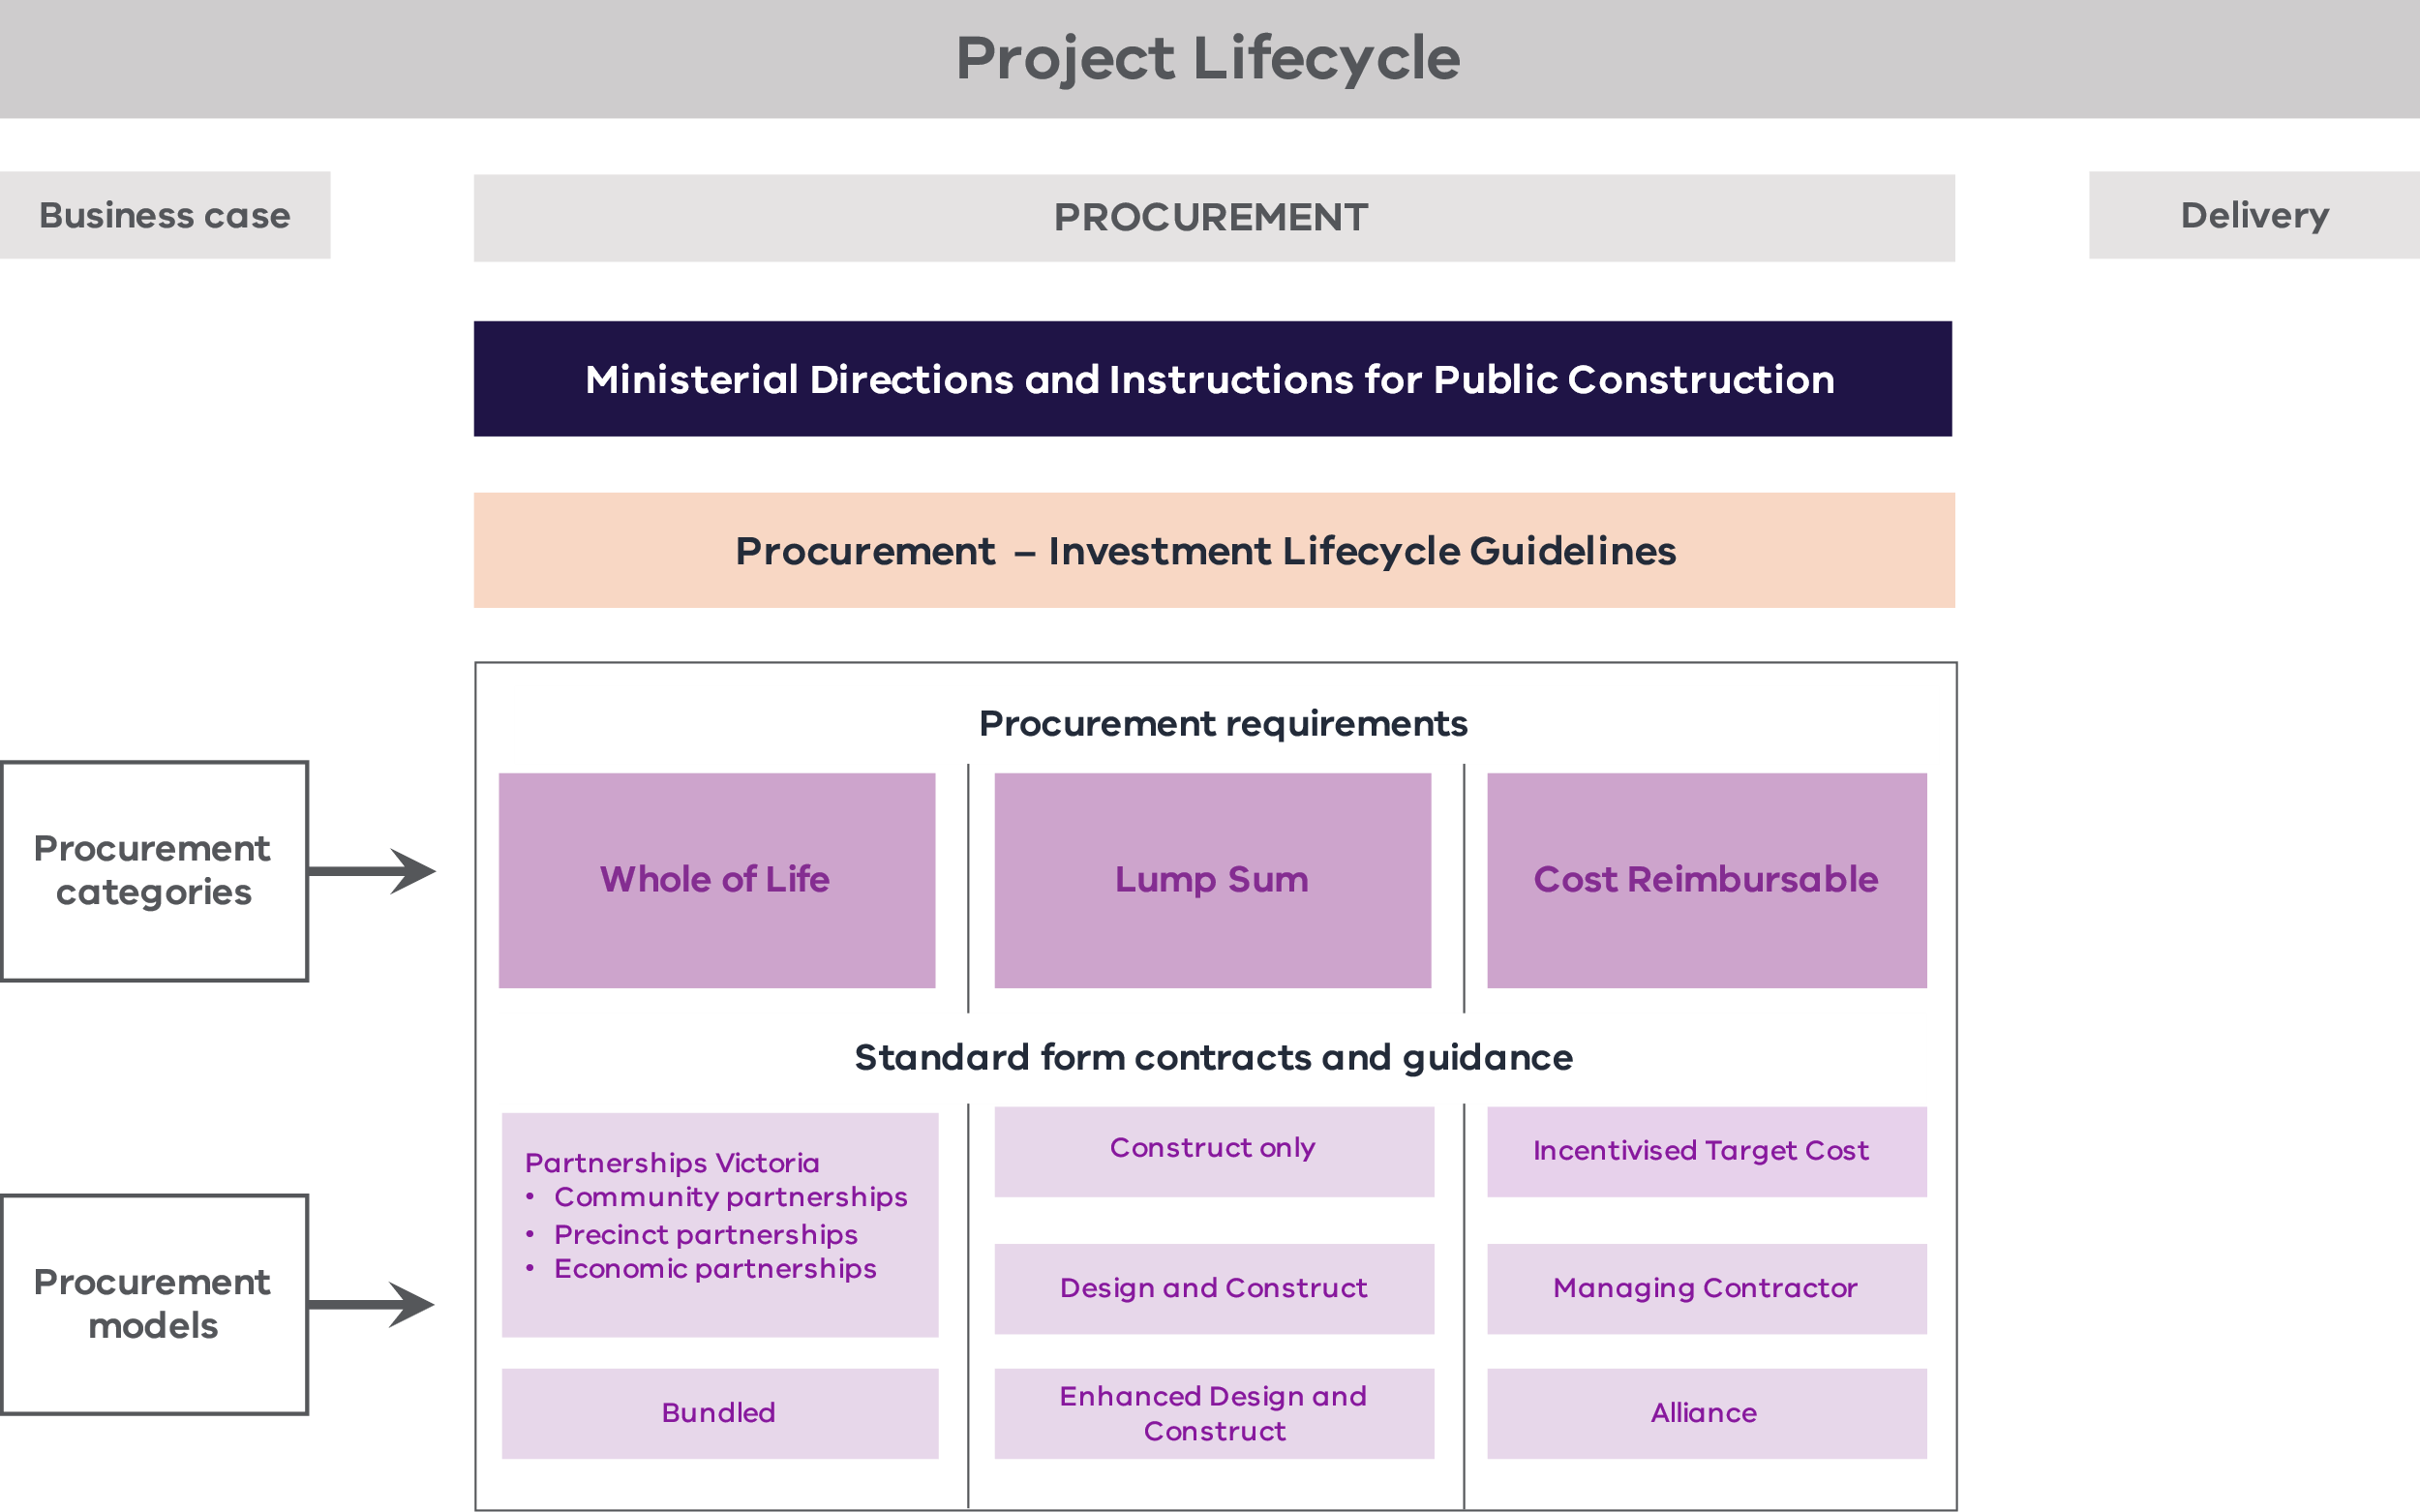 Project Lifecycle
Business case
PROCUREMENT
Delivery
Ministerial Directions and Instructions for Public Construction
Procurement – Investment Lifecycle Guidelines
Procurement requirements
Procurement
categories
Whole of Life
Lump Sum
Cost Reimbursable
Standard form contracts and guidance
Procurement
models
Partnerships Victoria
• Community partnerships
• Precinct partnerships
• Economic partnerships
Bundled
Construct only
Design and Construct
Enhanced Design and
Construct
Incentivised Target Cost
Managing Contractor
Alliance